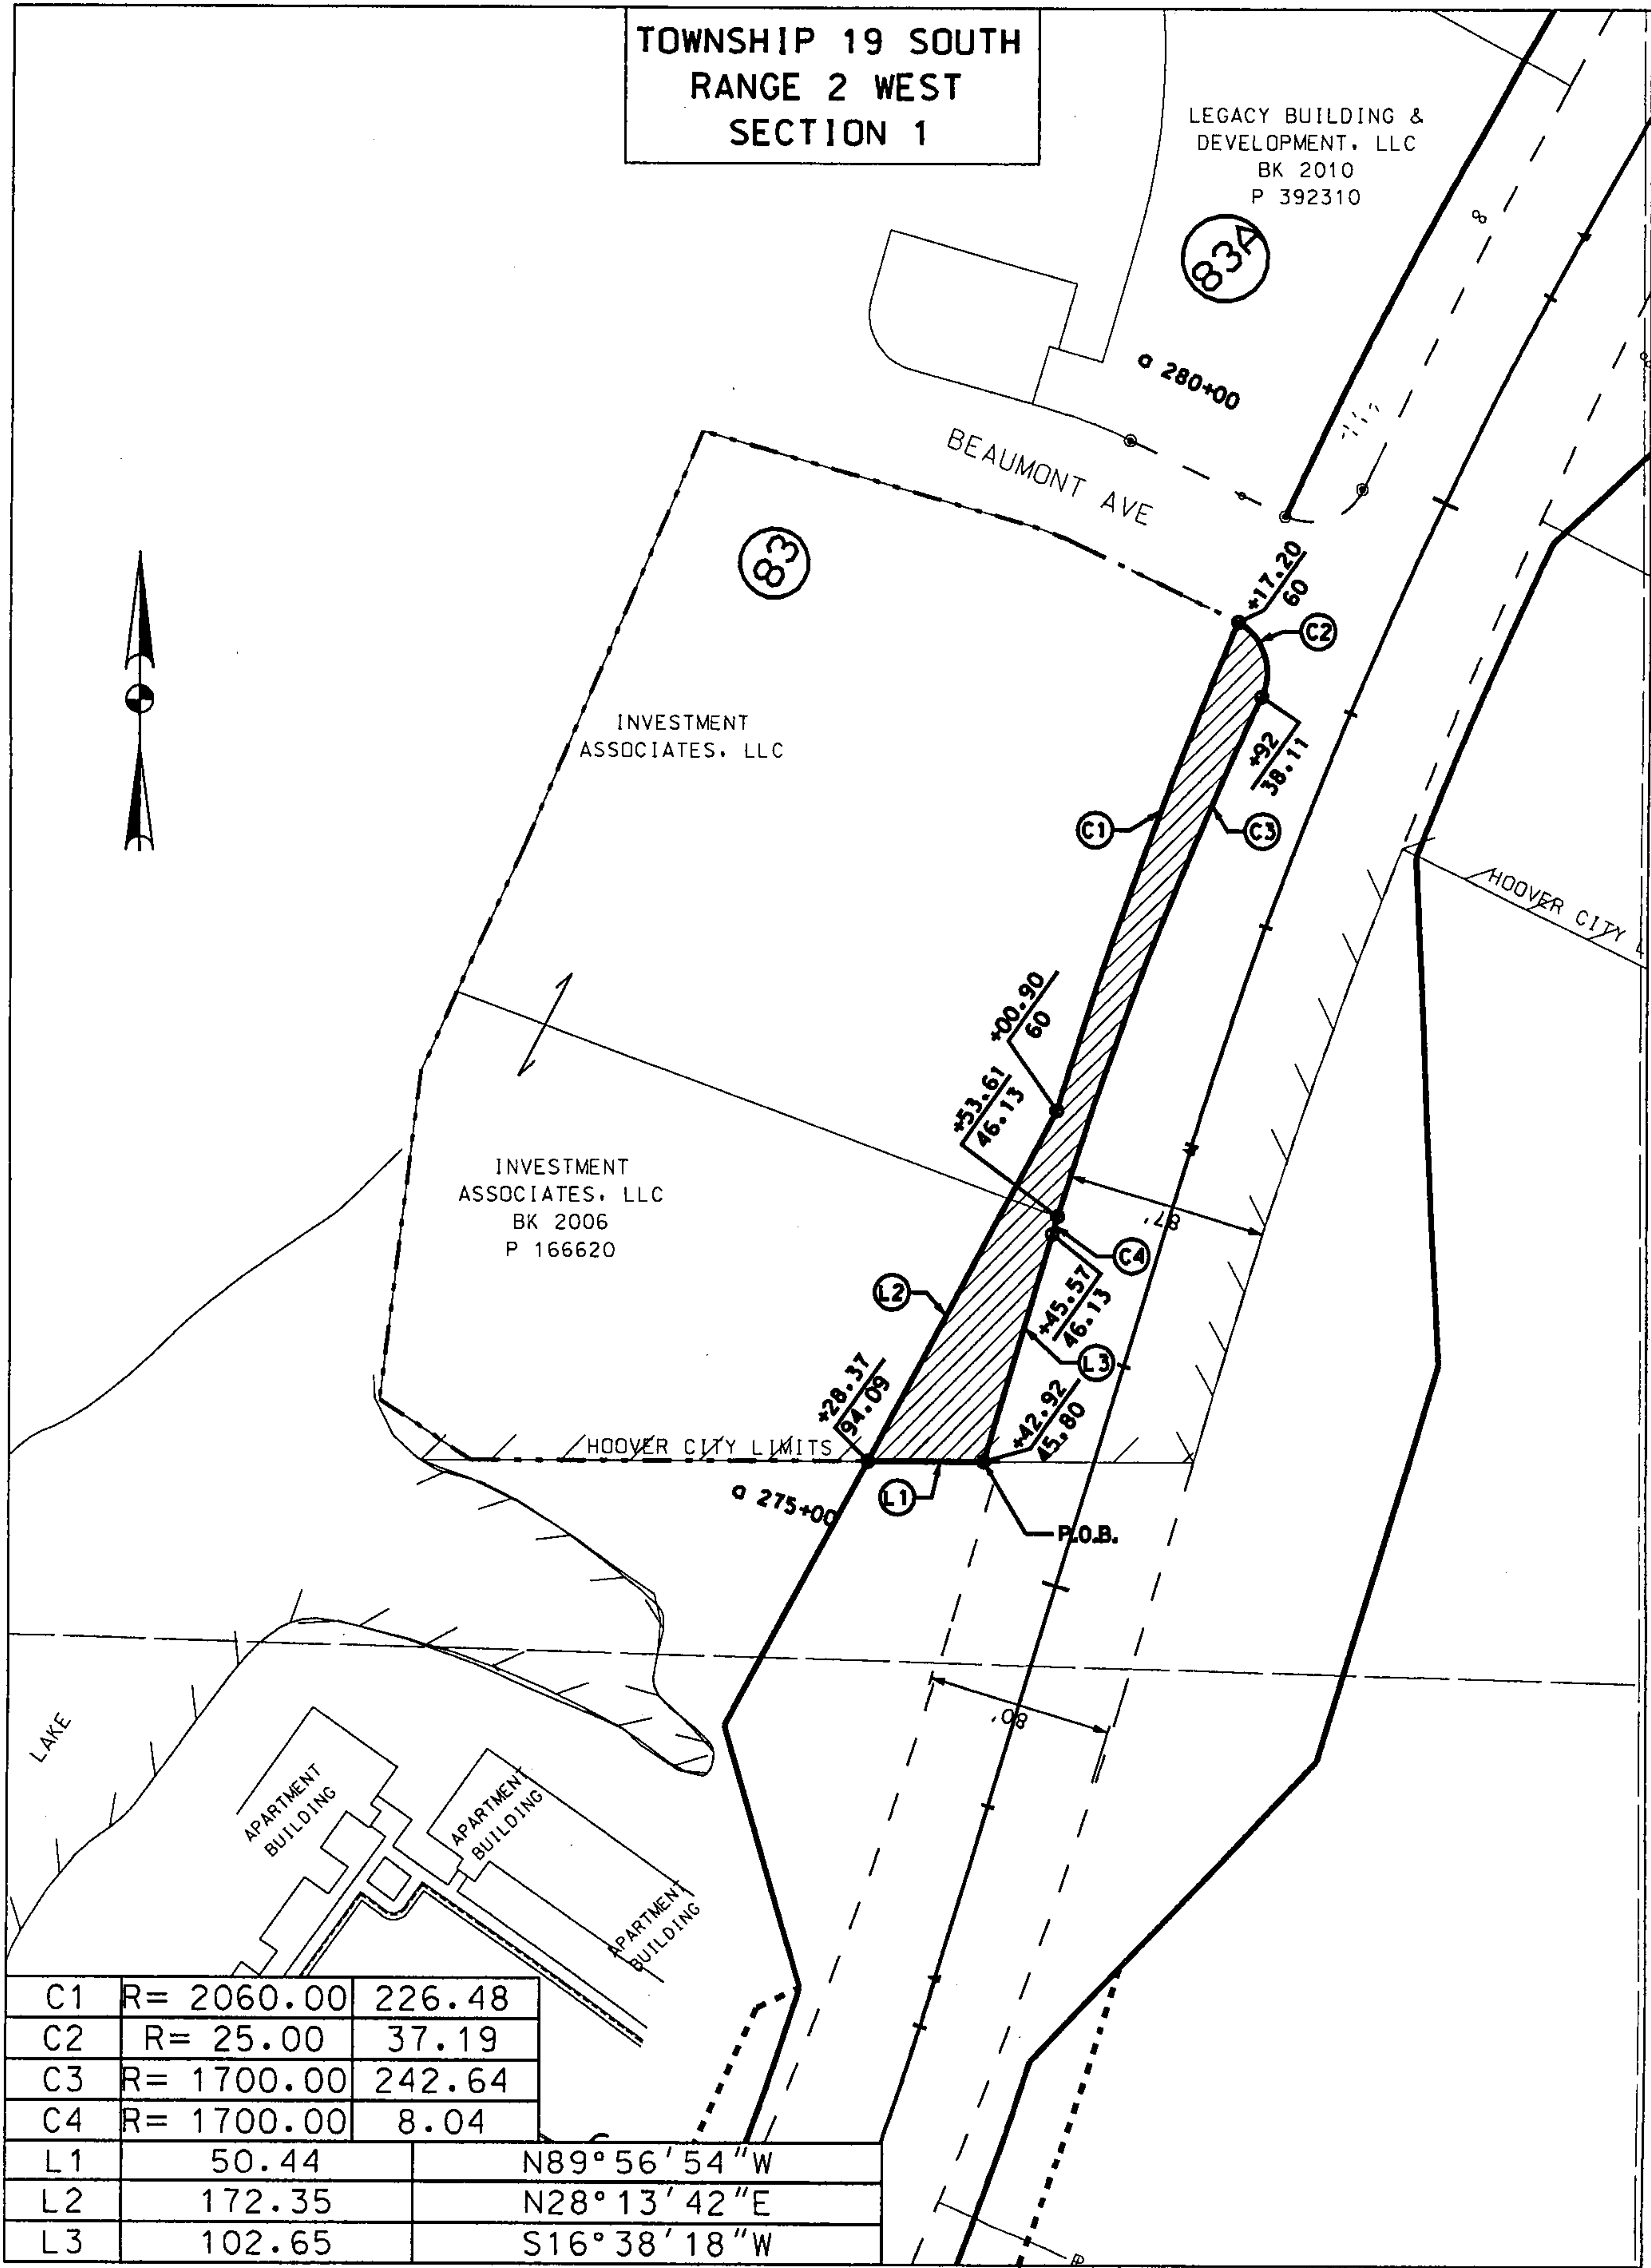 TOWNSHIP 19 SOUTH
RANGE 2 WEST
SECTION 1
LEGACY BUILDING &
DEVELOPMENT, LLC
BK 2010
P 392310
83A
a 280+00
BEAUMONT AVE
83
+17.20
60
C2
INVESTMENT
ASSOCIATES, LLC
+92
38.11
C1
C3
HOOVER CITY L
+00.90
60
+53.61
46.13
INVESTMENT
ASSOCIATES, LLC
BK 2006
P 166620
87'
C4
L2
+45.57
46.13
L3
+28.37
94.09
+42.92
45.80
HOOVER CITY LIMITS
a 275+00
L1
P.O.B.
80'
LAKE
APARTMENT
BUILDING
APARTMENT
BUILDING
APARTMENT
BUILDING
C1 R= 2060.00 226.48
C2 R= 25.00 37.19
C3 R= 1700.00 242.64
C4 R= 1700.00 8.04
L1 50.44 N89°56'54"W
L2 172.35 N28°13'42"E
L3 102.65 S16°38'18"W